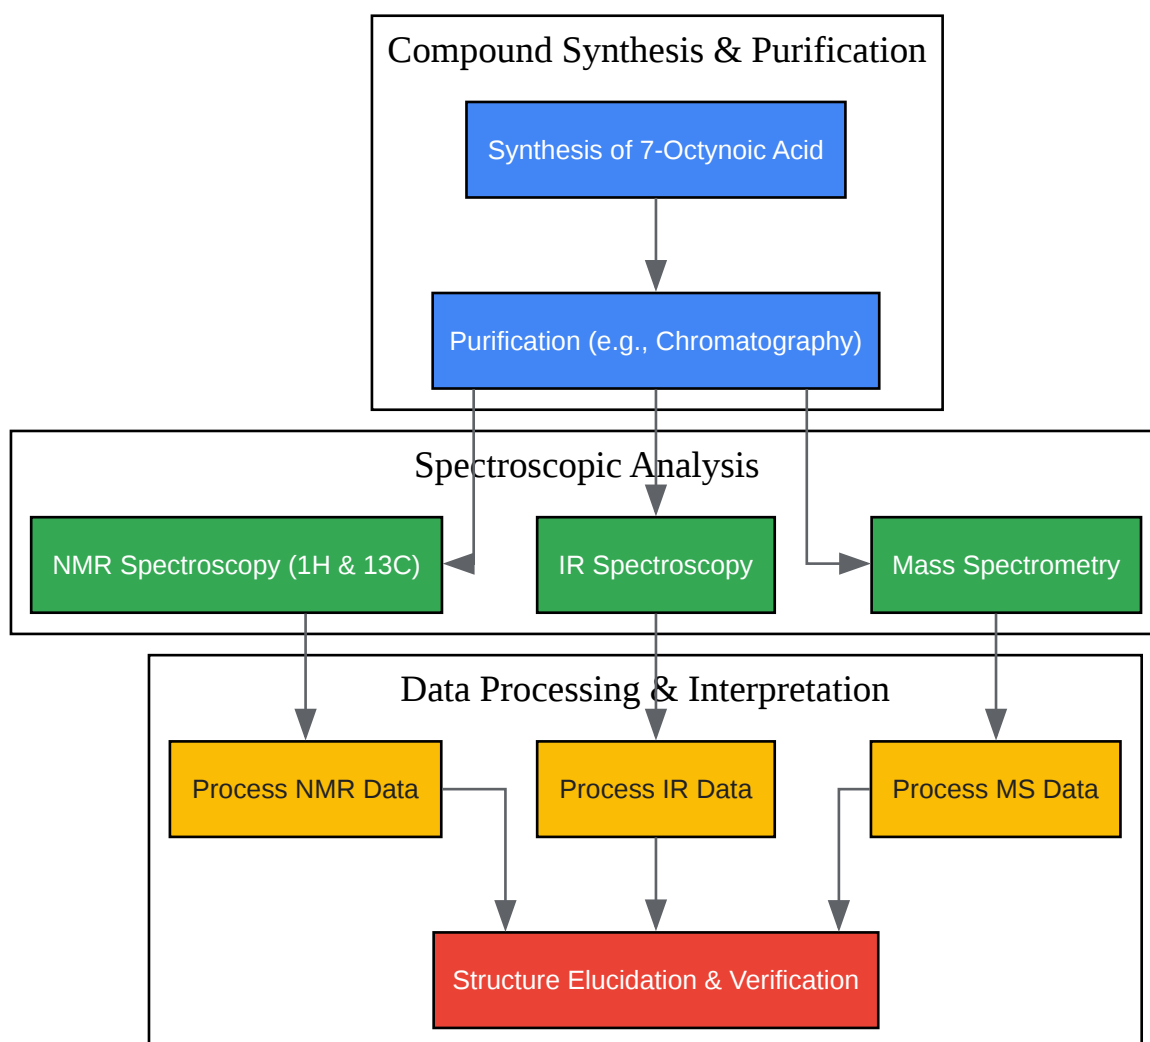 Compound Synthesis & Purification
Synthesis of 7-Octynoic Acid
Purification (e.g., Chromatography)
Spectroscopic Analysis
NMR Spectroscopy (1H & 13C)
IR Spectroscopy
Mass Spectrometry
Data Processing & Interpretation
Process NMR Data
Process IR Data
Process MS Data
Structure Elucidation & Verification